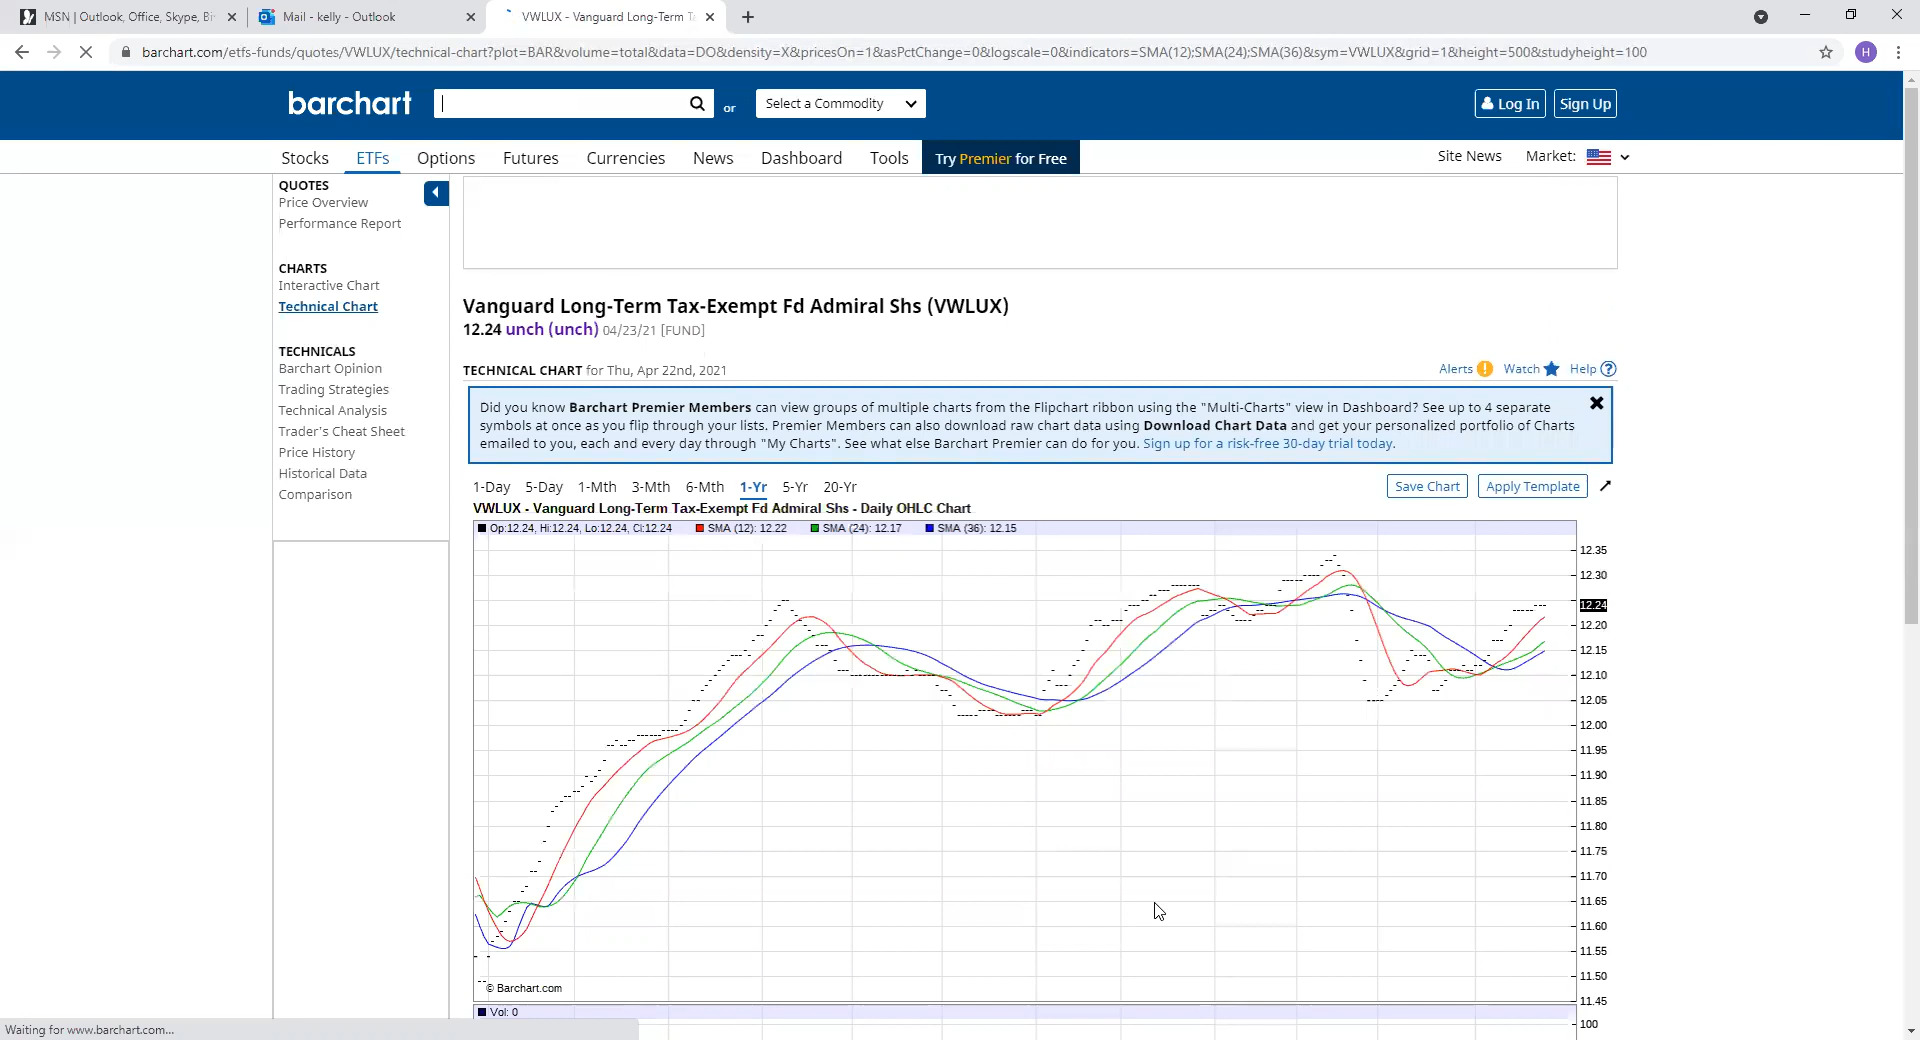 MSN | Outlook, Office, Skype, Bi
Mail - kelly - Outlook
VWLUX - Vanguard Long-Term Ta
barchart.com/etfs-funds/quotes/VWLUX/technical-chart?plot=BAR&volume=total&data=DO&density=X&pricesOn=1&asPctChange=0&logscale=0&indicators=SMA(12);SMA(24);SMA(36)&sym=VWLUX&grid=1&height=500&studyheight=100
H
barchart
or
Select a Commodity
Log In
Sign Up
Stocks
ETFs
Options
Futures
Currencies
News
Dashboard
Tools
Try Premier for Free
Site News
Market:
QUOTES
Price Overview
Performance Report
CHARTS
Interactive Chart
Technical Chart
TECHNICALS
Barchart Opinion
Trading Strategies
Technical Analysis
Trader's Cheat Sheet
Price History
Historical Data
Comparison
Vanguard Long-Term Tax-Exempt Fd Admiral Shs (VWLUX)
12.24 unch (unch) 04/23/21 [FUND]
TECHNICAL CHART for Thu, Apr 22nd, 2021
Alerts
Watch
Help
Did you know Barchart Premier Members can view groups of multiple charts from the Flipchart ribbon using the "Multi-Charts" view in Dashboard? See up to 4 separate
symbols at once as you flip through your lists. Premier Members can also download raw chart data using Download Chart Data and get your personalized portfolio of Charts
emailed to you, each and every day through "My Charts". See what else Barchart Premier can do for you. Sign up for a risk-free 30-day trial today.
1-Day 5-Day 1-Mth 3-Mth 6-Mth 1-Yr 5-Yr 20-Yr
Save Chart
Apply Template
VWLUX - Vanguard Long-Term Tax-Exempt Fd Admiral Shs - Daily OHLC Chart
Op:12.24, Hi:12.24, Lo:12.24, Cl:12.24 SMA (12): 12.22 SMA (24): 12.17 SMA (36): 12.15
12.35
12.30
12.24
12.20
12.15
12.10
12.05
12.00
11.95
11.90
11.85
11.80
11.75
11.70
11.65
11.60
11.55
11.50
11.45
© Barchart.com
Vol: 0
100
Waiting for www.barchart.com...